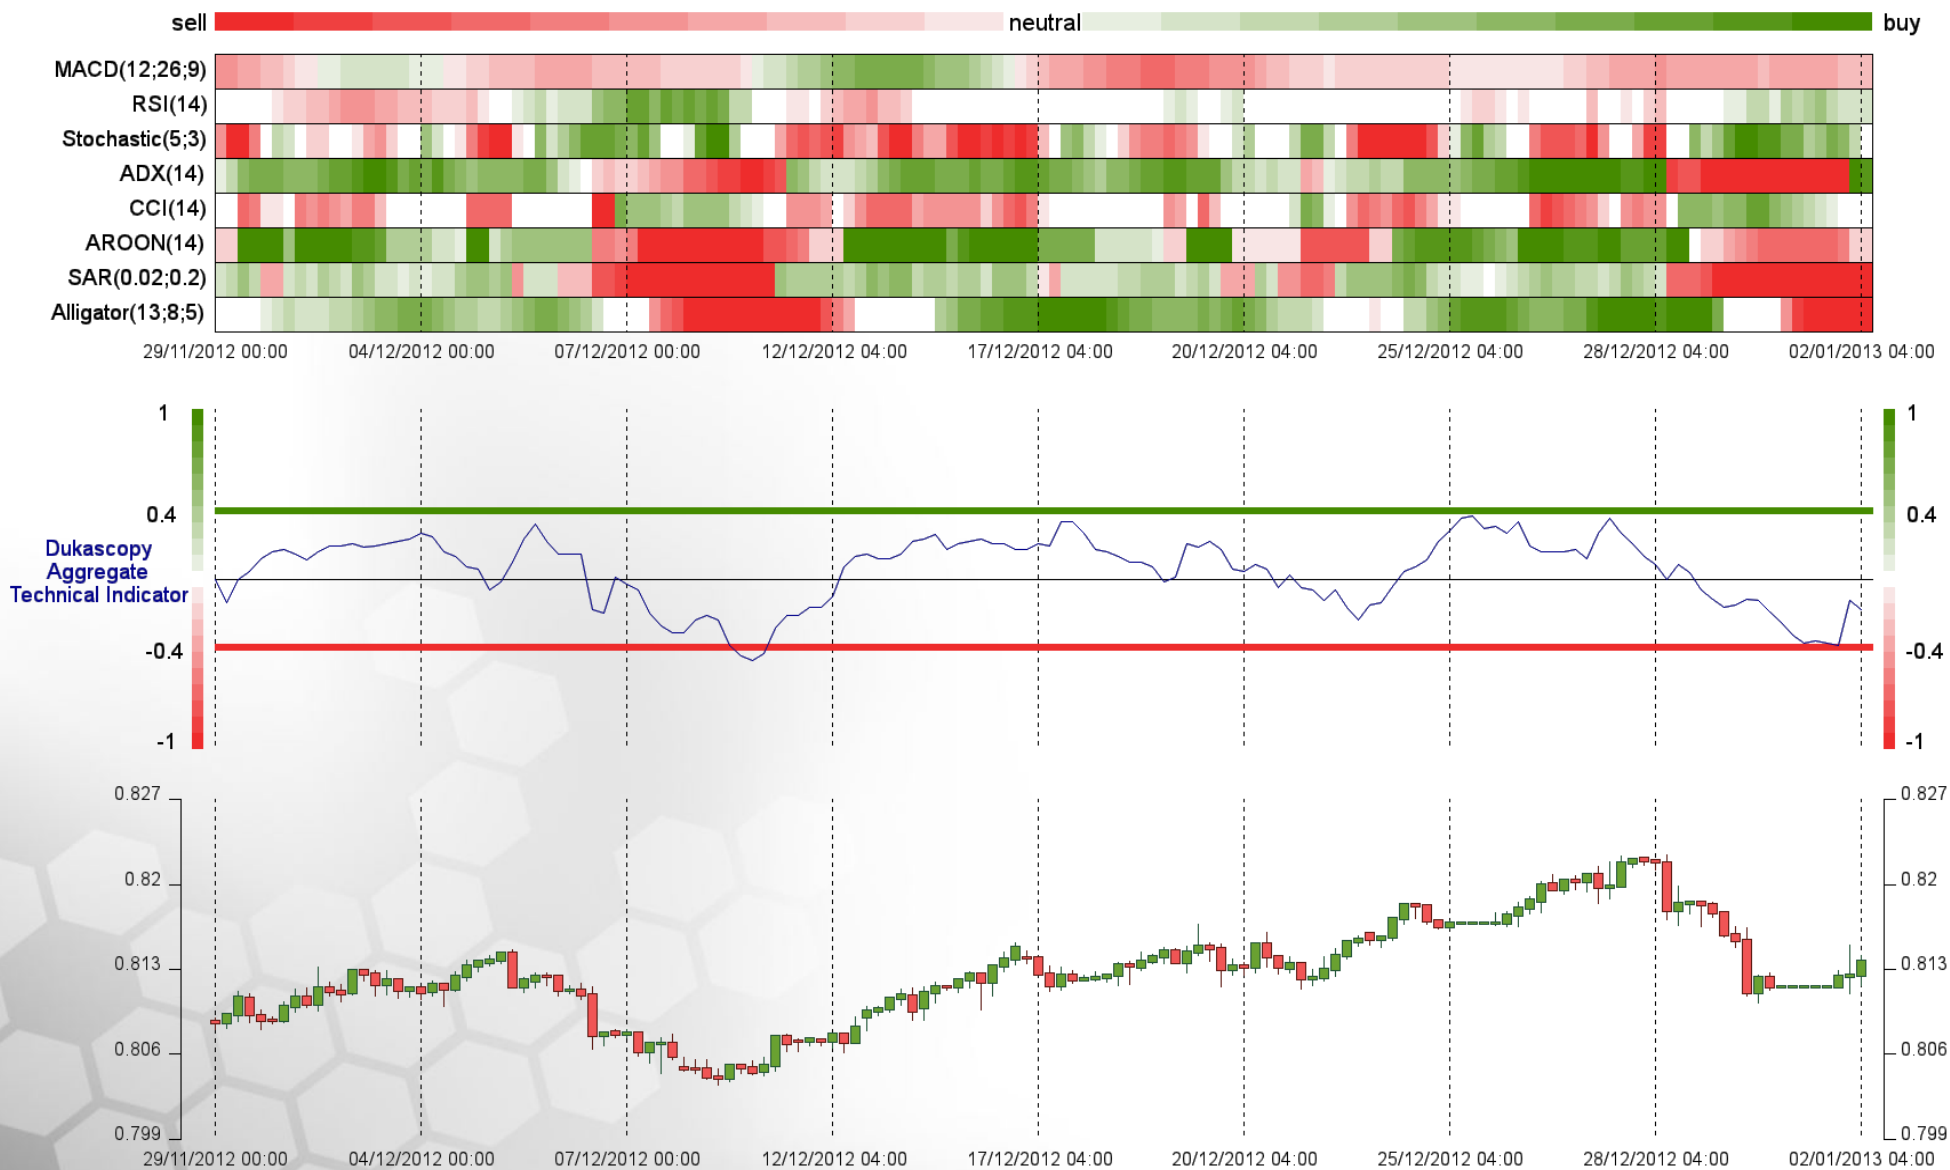 sell neutral buy
MACD(12;26;9)
RSI(14)
Stochastic(5;3)
ADX(14)
CCI(14)
AROON(14)
SAR(0.02;0.2)
Alligator(13;8;5)
29/11/2012 00:00 04/12/2012 00:00 07/12/2012 00:00 12/12/2012 04:00 17/12/2012 04:00 20/12/2012 04:00 25/12/2012 04:00 28/12/2012 04:00 02/01/2013 04:00
1 1
0.4 0.4
Dukascopy
Aggregate
Technical Indicator
-0.4 -0.4
-1 -1
0.827 0.827
0.82 0.82
0.813 0.813
0.806 0.806
0.799 0.799
29/11/2012 00:00 04/12/2012 00:00 07/12/2012 00:00 12/12/2012 04:00 17/12/2012 04:00 20/12/2012 04:00 25/12/2012 04:00 28/12/2012 04:00 02/01/2013 04:00